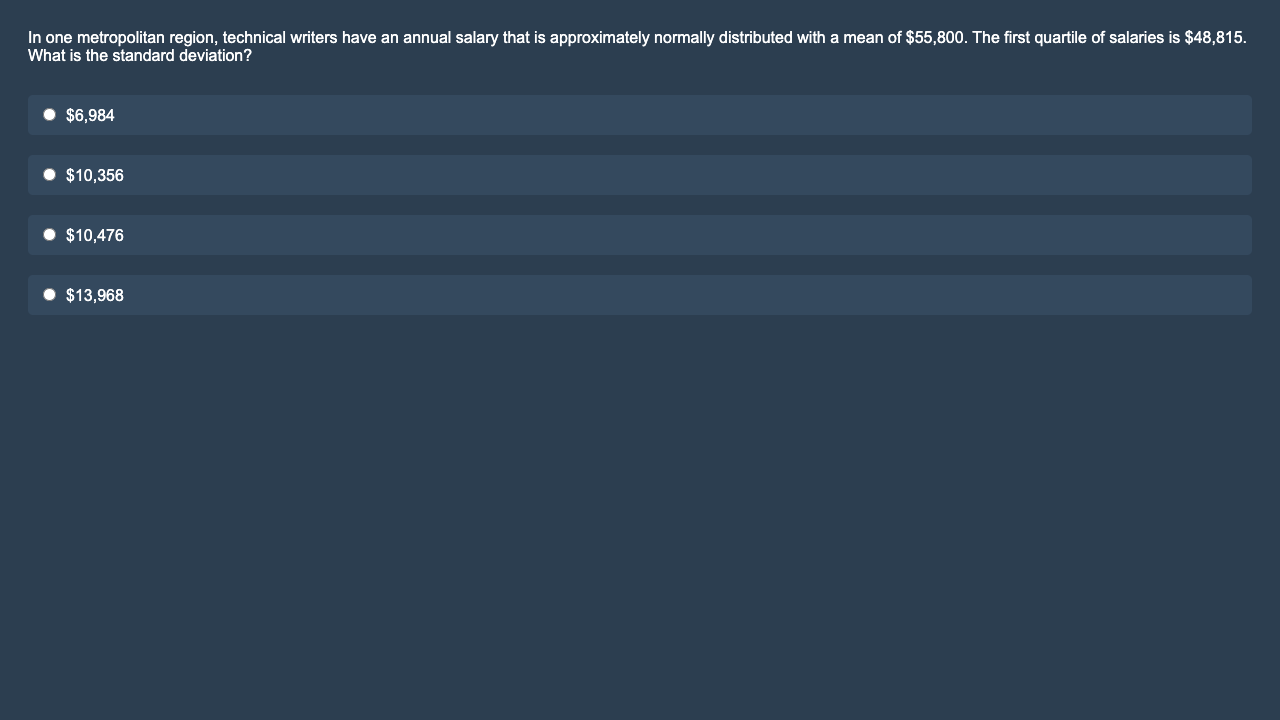 In one metropolitan region, technical writers have an annual salary that is approximately normally distributed with a mean of $55,800. The first quartile of salaries is $48,815.
What is the standard deviation?
$6,984
$10,356
$10,476
$13,968